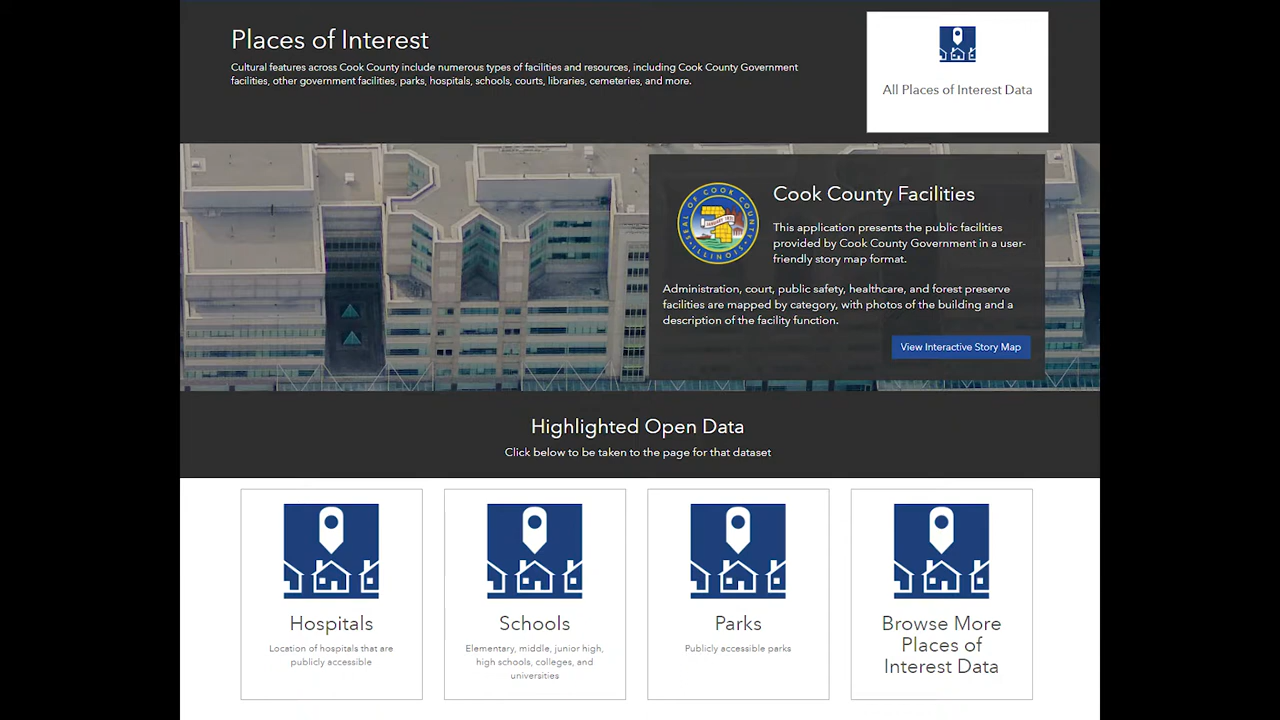 Places of Interest
Cultural features across Cook County include numerous types of facilities and resources, including Cook County Government
facilities, other government facilities, parks, hospitals, schools, courts, libraries, cemeteries, and more.
All Places of Interest Data
SEAL OF COOK COUNTY
ILLINOIS
Cook County Facilities
This application presents the public facilities
provided by Cook County Government in a user-
friendly story map format.
Administration, court, public safety, healthcare, and forest preserve
facilities are mapped by category, with photos of the building and a
description of the facility function.
View Interactive Story Map
Highlighted Open Data
Click below to be taken to the page for that dataset
Hospitals
Location of hospitals that are
publicly accessible
Schools
Elementary, middle, junior high,
high schools, colleges, and
universities
Parks
Publicly accessible parks
Browse More
Places of
Interest Data